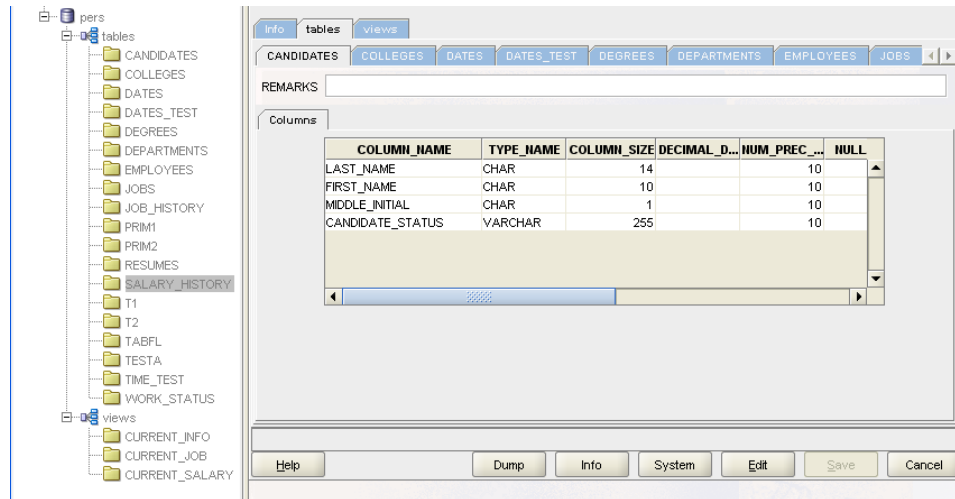 pers
tables
CANDIDATES
COLLEGES
DATES
DATES_TEST
DEGREES
DEPARTMENTS
EMPLOYEES
JOBS
JOB_HISTORY
PRIM1
PRIM2
RESUMES
SALARY_HISTORY
T1
T2
TABFL
TESTA
TIME_TEST
WORK_STATUS
views
CURRENT_INFO
CURRENT_JOB
CURRENT_SALARY
Info tables views
CANDIDATES COLLEGES DATES DATES_TEST DEGREES DEPARTMENTS EMPLOYEES JOBS
REMARKS
Columns
COLUMN_NAME TYPE_NAME COLUMN_SIZE DECIMAL_D... NUM_PREC_... NULL
LAST_NAME CHAR 14 10
FIRST_NAME CHAR 10 10
MIDDLE_INITIAL CHAR 1 10
CANDIDATE_STATUS VARCHAR 255 10
Help Dump Info System Edit Save Cancel